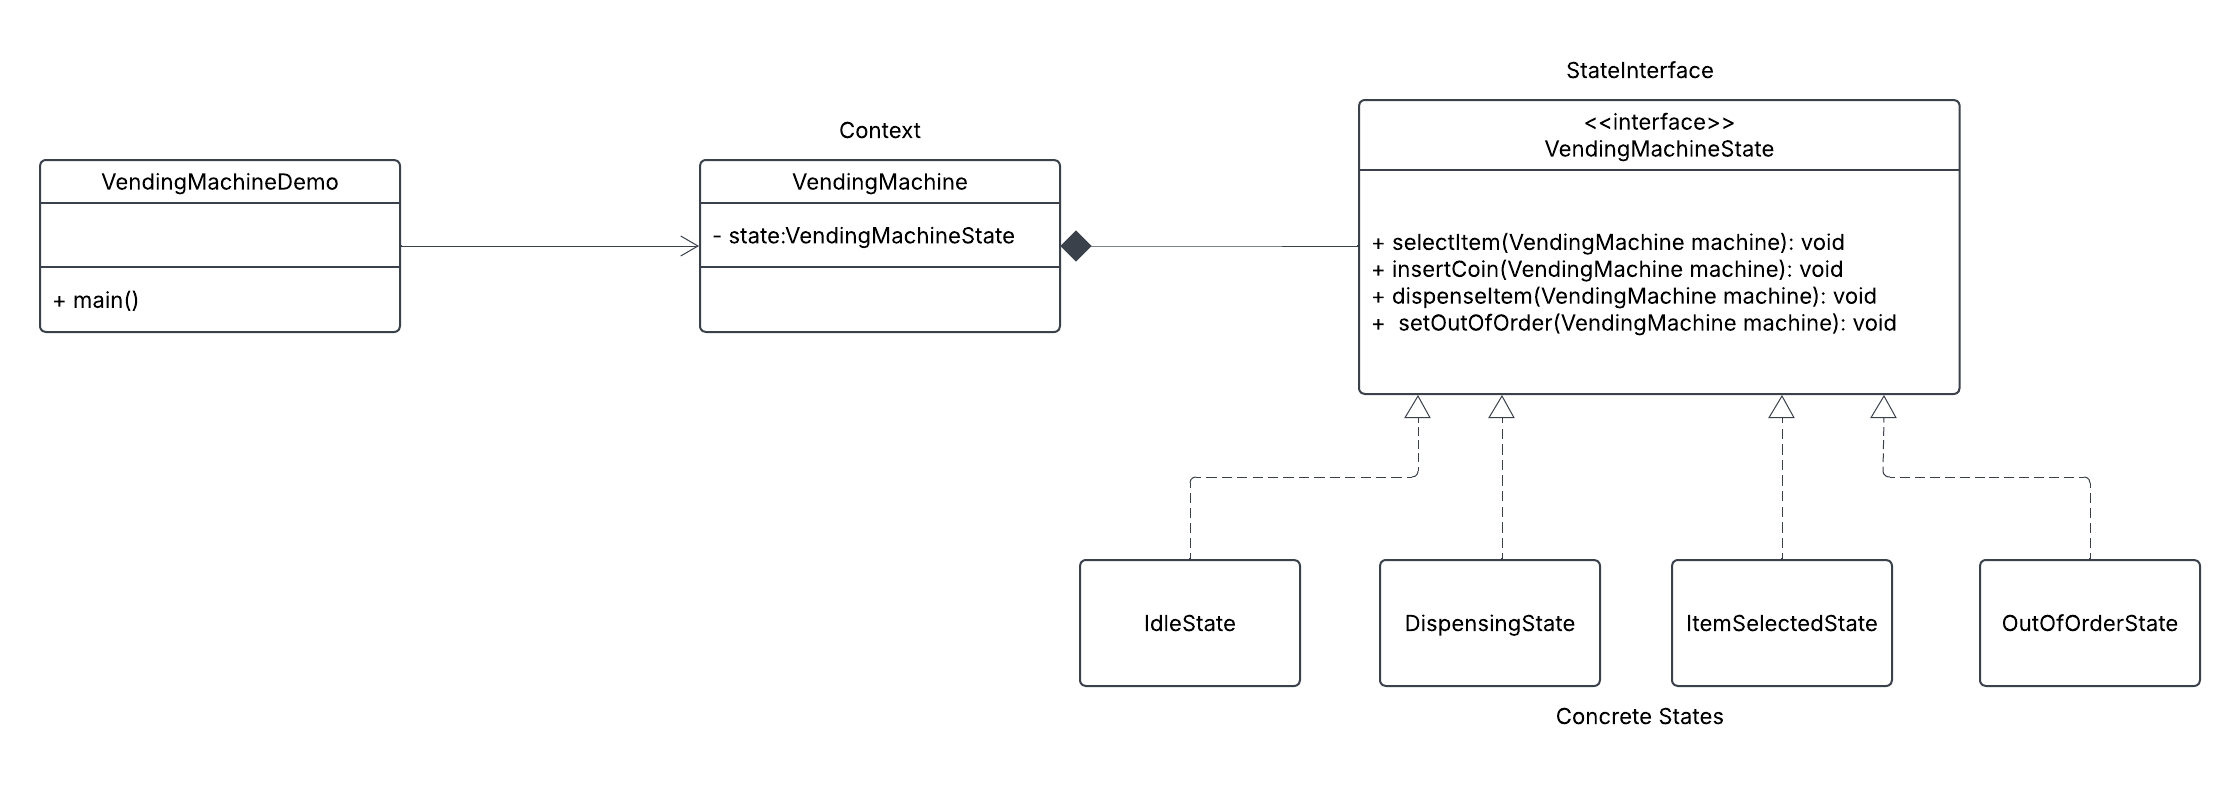 StateInterface
<<interface>>
VendingMachineState
Context
VendingMachineDemo
VendingMachine
- state:VendingMachineState
+ main()
+ selectItem(VendingMachine machine): void
+ insertCoin(VendingMachine machine): void
+ dispenseItem(VendingMachine machine): void
+  setOutOfOrder(VendingMachine machine): void
IdleState
DispensingState
ItemSelectedState
OutOfOrderState
Concrete States